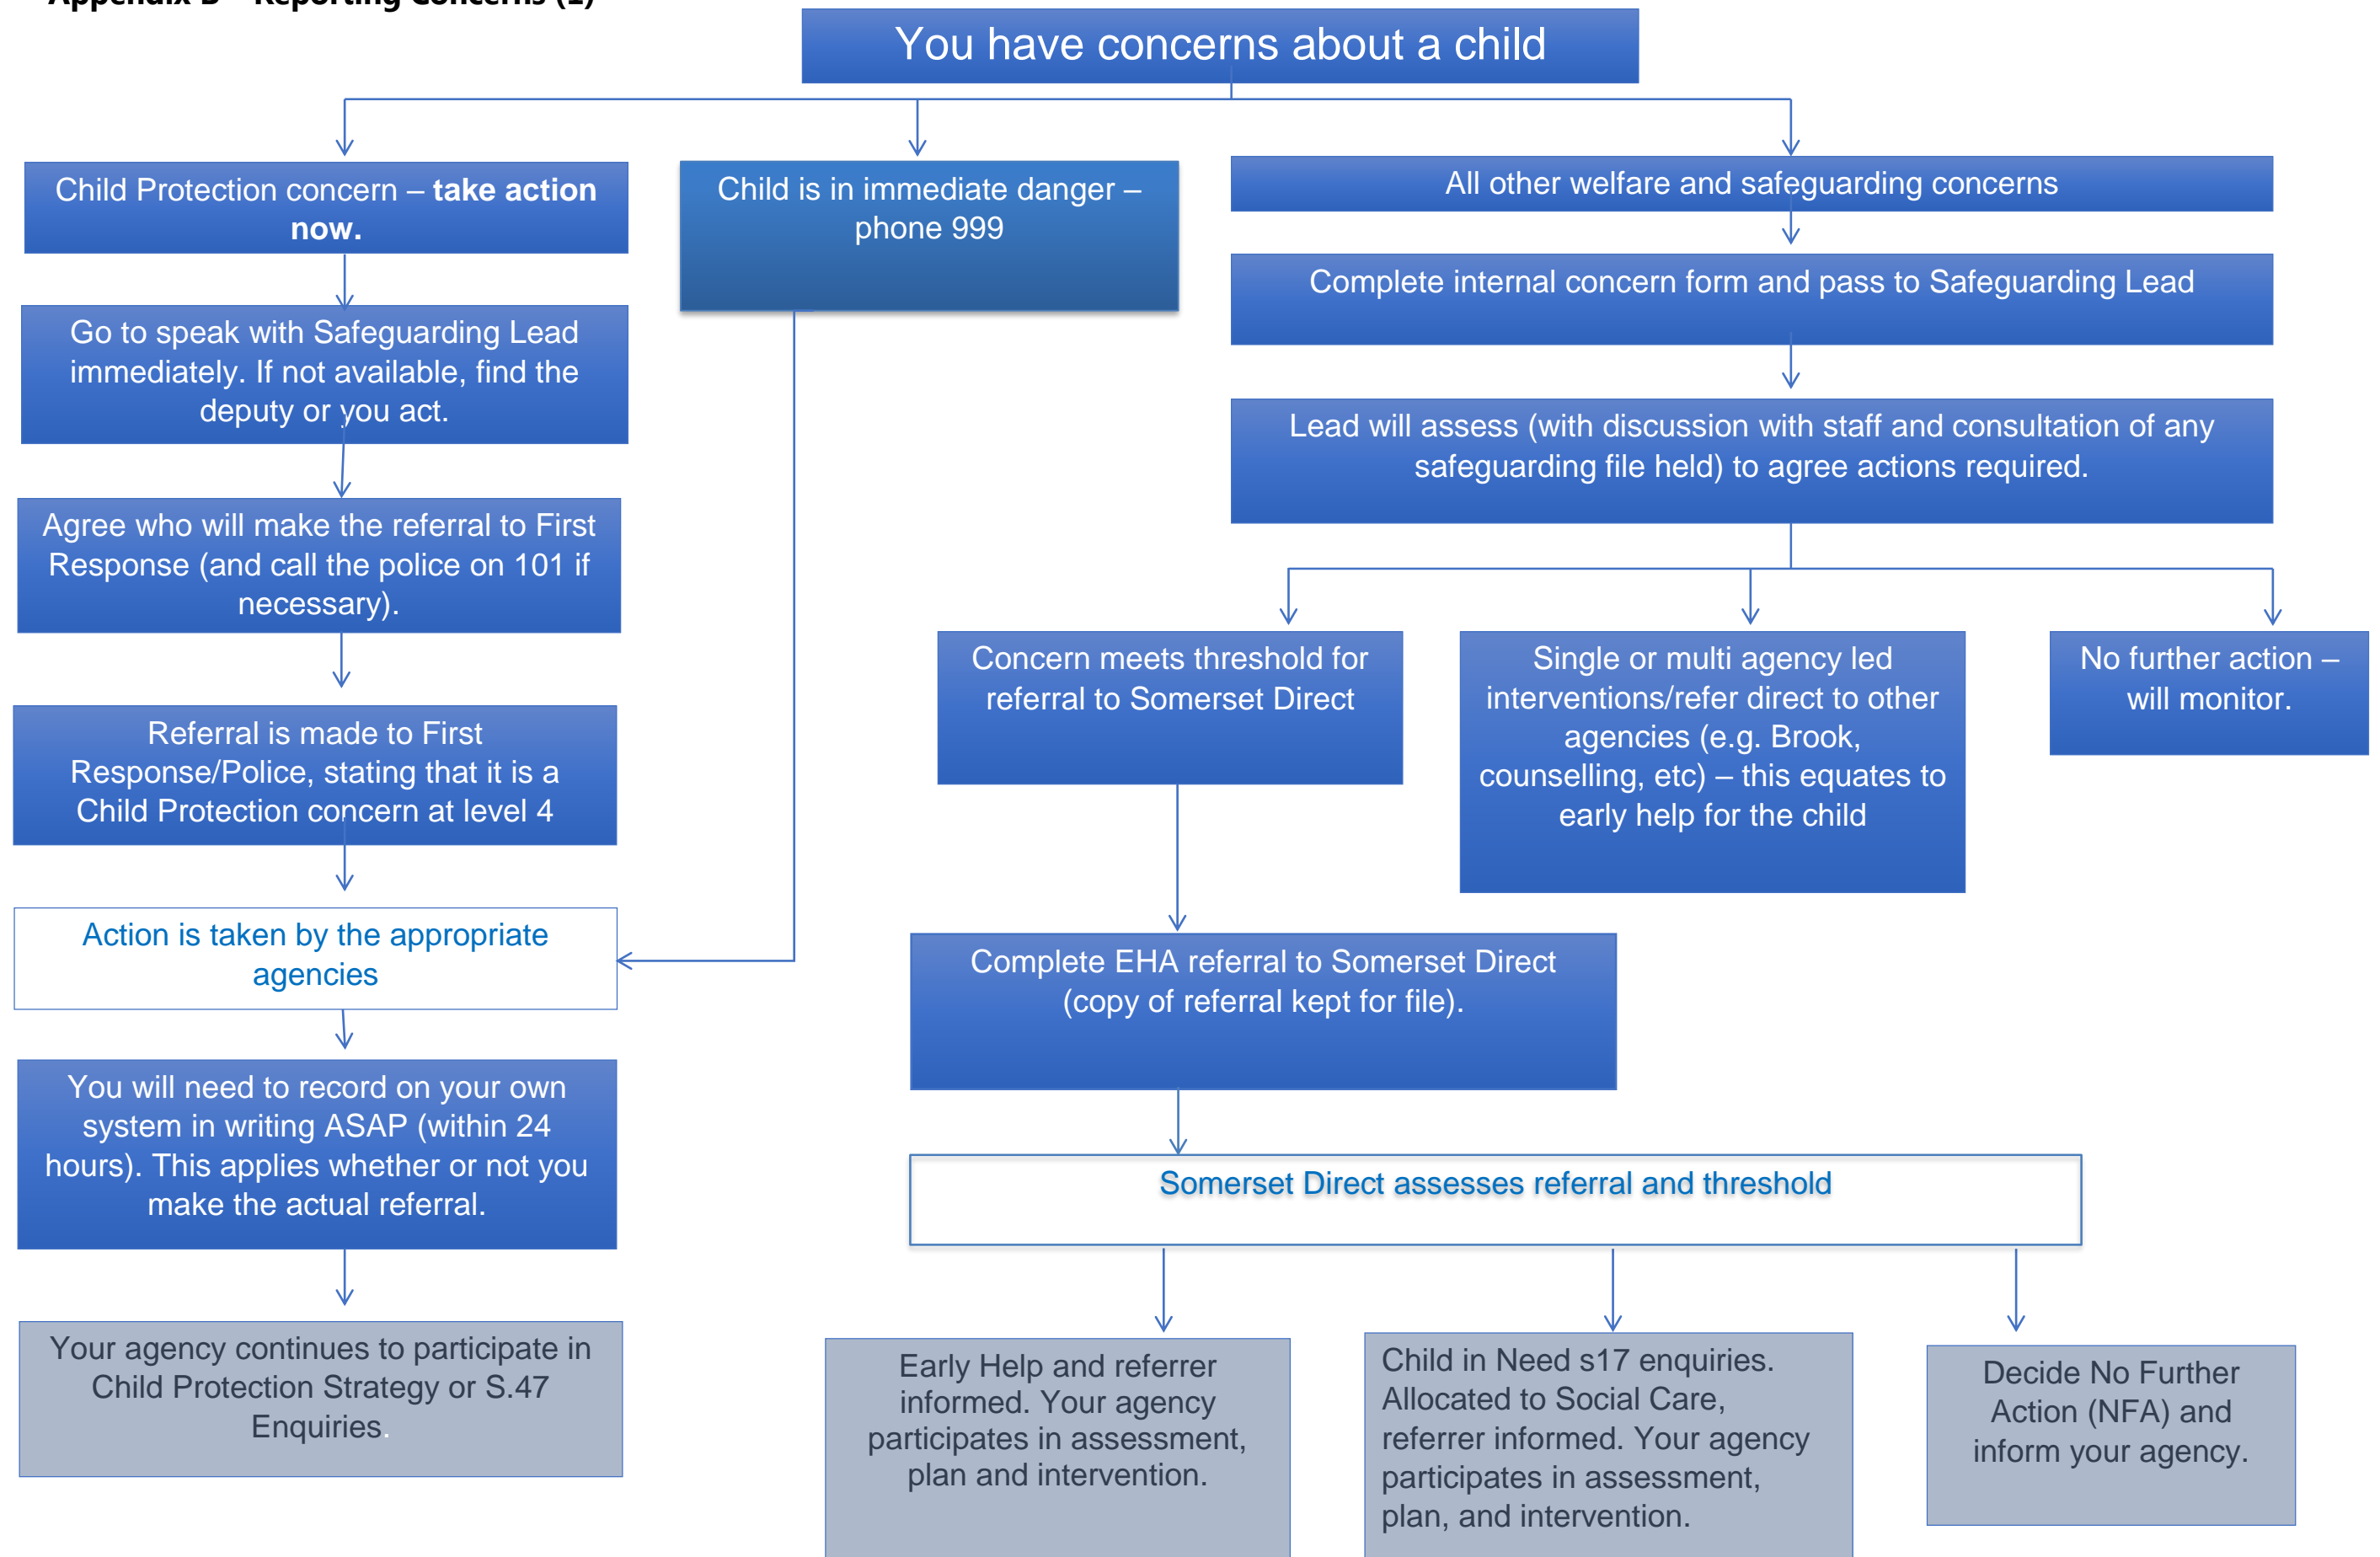 Appendix B – Reporting Concerns (1)
You have concerns about a child
Child Protection concern – take action
now.
Go to speak with Safeguarding Lead
immediately. If not available, find the
deputy or you act.
Agree who will make the referral to First
Response (and call the police on 101 if
necessary).
Referral is made to First
Response/Police, stating that it is a
Child Protection concern at level 4
Action is taken by the appropriate
agencies
You will need to record on your own
system in writing ASAP (within 24
hours). This applies whether or not you
make the actual referral.
Your agency continues to participate in
Child Protection Strategy or S.47
Enquiries.
Child is in immediate danger –
phone 999
All other welfare and safeguarding concerns
Complete internal concern form and pass to Safeguarding Lead
Lead will assess (with discussion with staff and consultation of any
safeguarding file held) to agree actions required.
Concern meets threshold for
referral to Somerset Direct
Single or multi agency led
interventions/refer direct to other
agencies (e.g. Brook,
counselling, etc) – this equates to
early help for the child
No further action –
will monitor.
Complete EHA referral to Somerset Direct
(copy of referral kept for file).
Somerset Direct assesses referral and threshold
Early Help and referrer
informed. Your agency
participates in assessment,
plan and intervention.
Child in Need s17 enquiries.
Allocated to Social Care,
referrer informed. Your agency
participates in assessment,
plan, and intervention.
Decide No Further
Action (NFA) and
inform your agency.